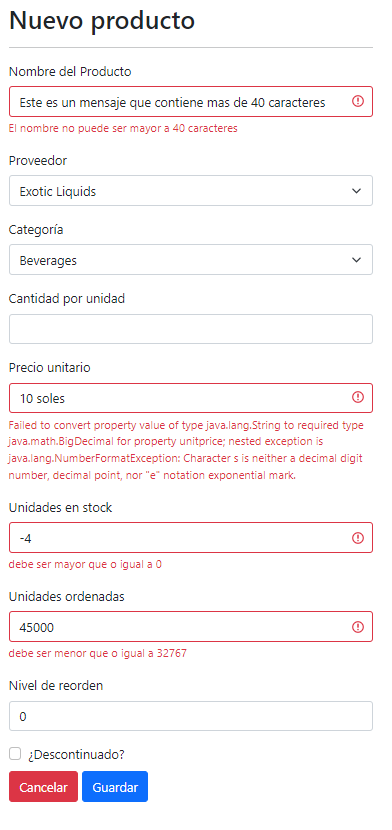 Nuevo producto
Nombre del Producto
Este es un mensaje que contiene mas de 40 caracteres
El nombre no puede ser mayor a 40 caracteres
Proveedor
Exotic Liquids
Categoría
Beverages
Cantidad por unidad
Precio unitario
10 soles
Failed to convert property value of type java.lang.String to required type
java.math.BigDecimal for property unitprice; nested exception is
java.lang.NumberFormatException: Character s is neither a decimal digit
number, decimal point, nor "e" notation exponential mark.
Unidades en stock
-4
debe ser mayor que o igual a 0
Unidades ordenadas
45000
debe ser menor que o igual a 32767
Nivel de reorden
0
¿Descontinuado?
Cancelar Guardar